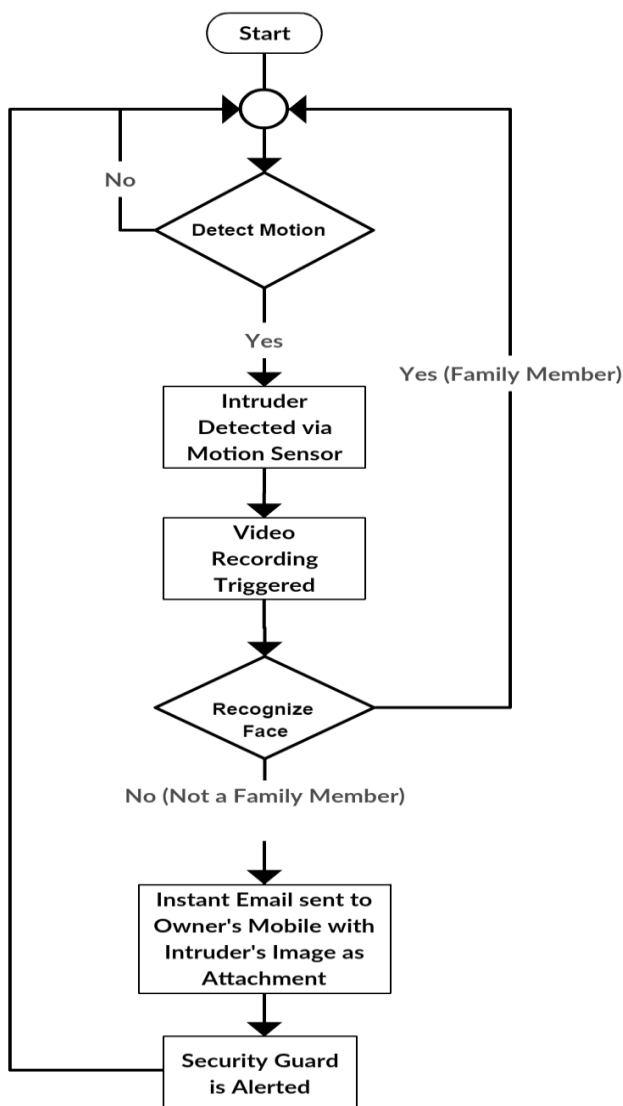 Start
No
Detect Motion
Yes
Yes (Family Member)
Intruder
Detected via
Motion Sensor
Video
Recording
Triggered
Recognize
Face
No (Not a Family Member)
Instant Email sent to
Owner's Mobile with
Intruder's Image as
Attachment
Security Guard
is Alerted